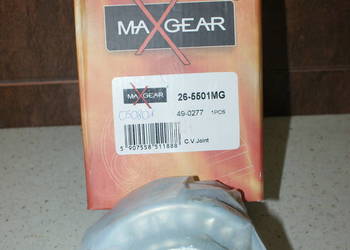 MAXGEAR
MAXGEAR 26-5501MG
49-0277 1PCS
C.V Joint
5 907558 511888